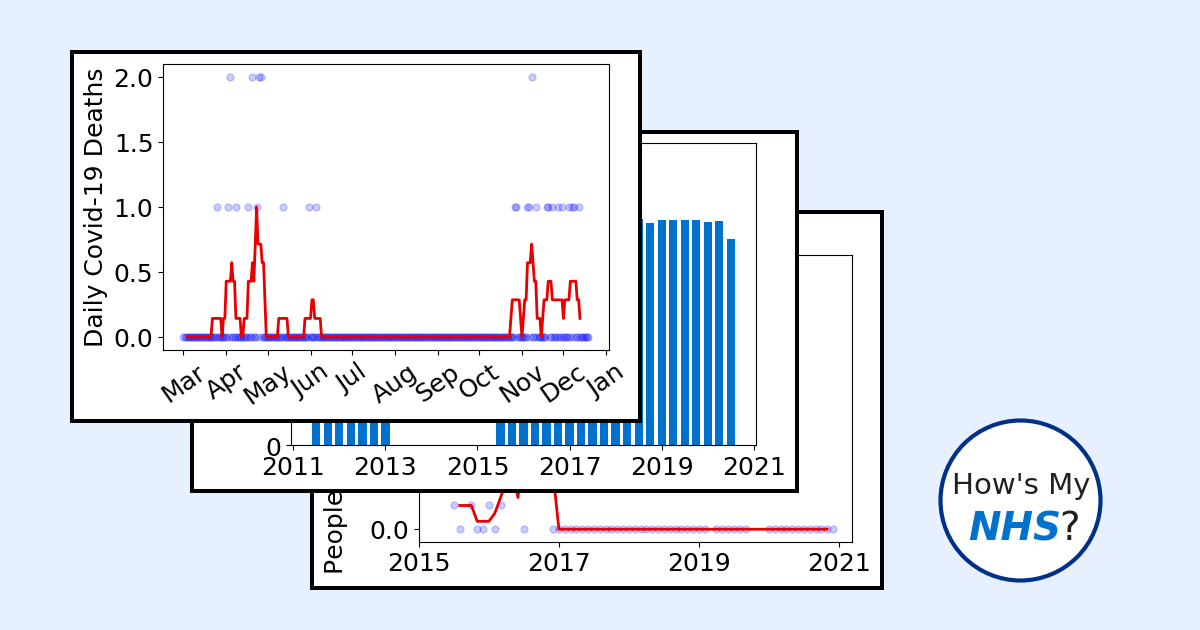 Daily Covid-19 Deaths
2.0
1.5
1.0
0.5
0.0
Mar Apr May Jun Jul Aug Sep Oct Nov Dec Jan
0
2011 2013 2015 2017 2019 2021
People
0.0
2015 2017 2019 2021
How's My
NHS?